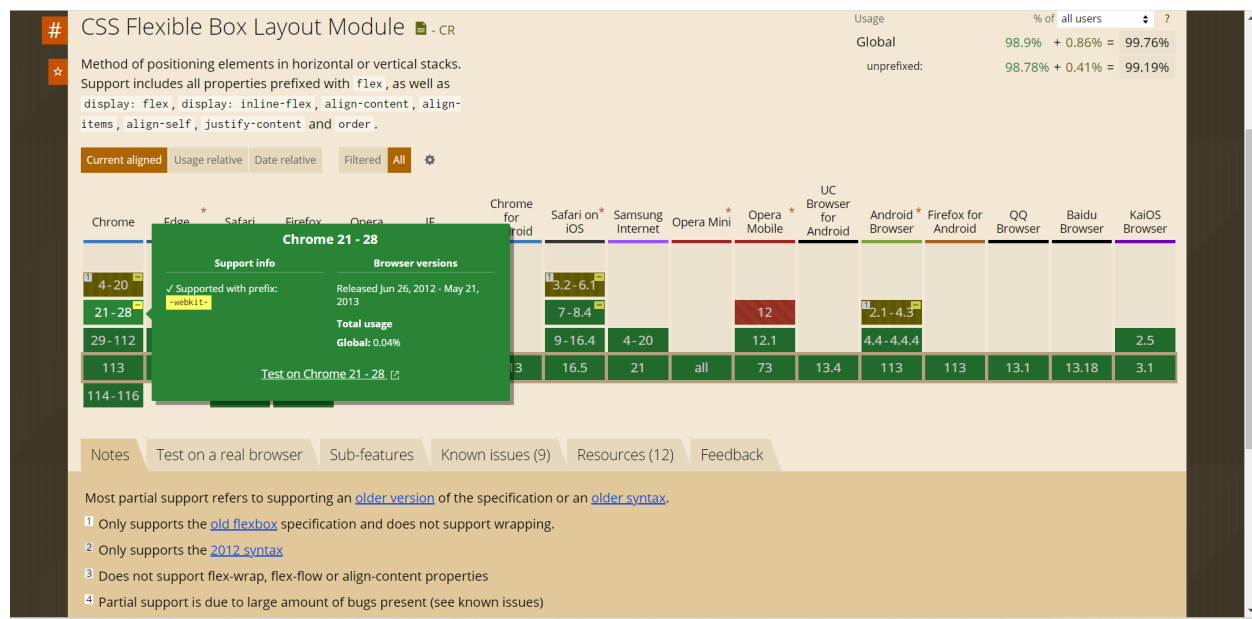 #
CSS Flexible Box Layout Module - CR
Usage % of all users ?
Global 98.9% + 0.86% = 99.76%
unprefixed: 98.78% + 0.41% = 99.19%
Method of positioning elements in horizontal or vertical stacks.
Support includes all properties prefixed with flex, as well as
display: flex, display: inline-flex, align-content, align-
items, align-self, justify-content and order.
Current aligned Usage relative Date relative Filtered All
Chrome
Edge *
Safari
Firefox
Opera
IE
Chrome
for
Safari on *
iOS
Samsung
Internet
Opera Mini *
Opera *
Mobile
UC
Browser
for
Android
Android *
Browser
Firefox for
Android
QQ
Browser
Baidu
Browser
KaiOS
Browser
1 4-20
1 3.2-6.1
21-28
7-8.4
12
1 2.1-4.3
29-112
9-16.4
4-20
12.1
4.4-4.4.4
2.5
113
16.5
21
all
73
13.4
113
113
13.1
13.18
3.1
114-116
Chrome 21 - 28
Support info
✓ Supported with prefix:
-webkit-
Browser versions
Released Jun 26, 2012 - May 21,
2013
Total usage
Global: 0.04%
Test on Chrome 21 - 28
Notes Test on a real browser Sub-features Known issues (9) Resources (12) Feedback
Most partial support refers to supporting an older version of the specification or an older syntax.
1 Only supports the old flexbox specification and does not support wrapping.
2 Only supports the 2012 syntax
3 Does not support flex-wrap, flex-flow or align-content properties
4 Partial support is due to large amount of bugs present (see known issues)